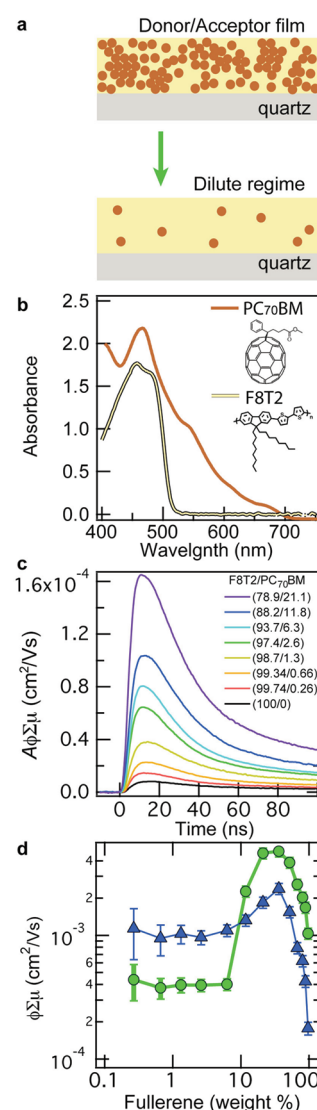 a
Donor/Acceptor film
quartz
Dilute regime
quartz
b
2.5
2.0
1.5
1.0
0.5
0.0
Absorbance
PC70BM
F8T2
400 500 600 700
Wavelgnth (nm)
c
1.6x10-4
1.2
0.8
0.4
0.0
AϕΣμ (cm2/Vs)
F8T2/PC70BM
(78.9/21.1)
(88.2/11.8)
(93.7/6.3)
(97.4/2.6)
(98.7/1.3)
(99.34/0.66)
(99.74/0.26)
(100/0)
0 20 40 60 80
Time (ns)
d
4
2
10-3
8
6
4
2
10-4
ϕΣμ (cm2/Vs)
0.1 1 10 100
Fullerene (weight %)